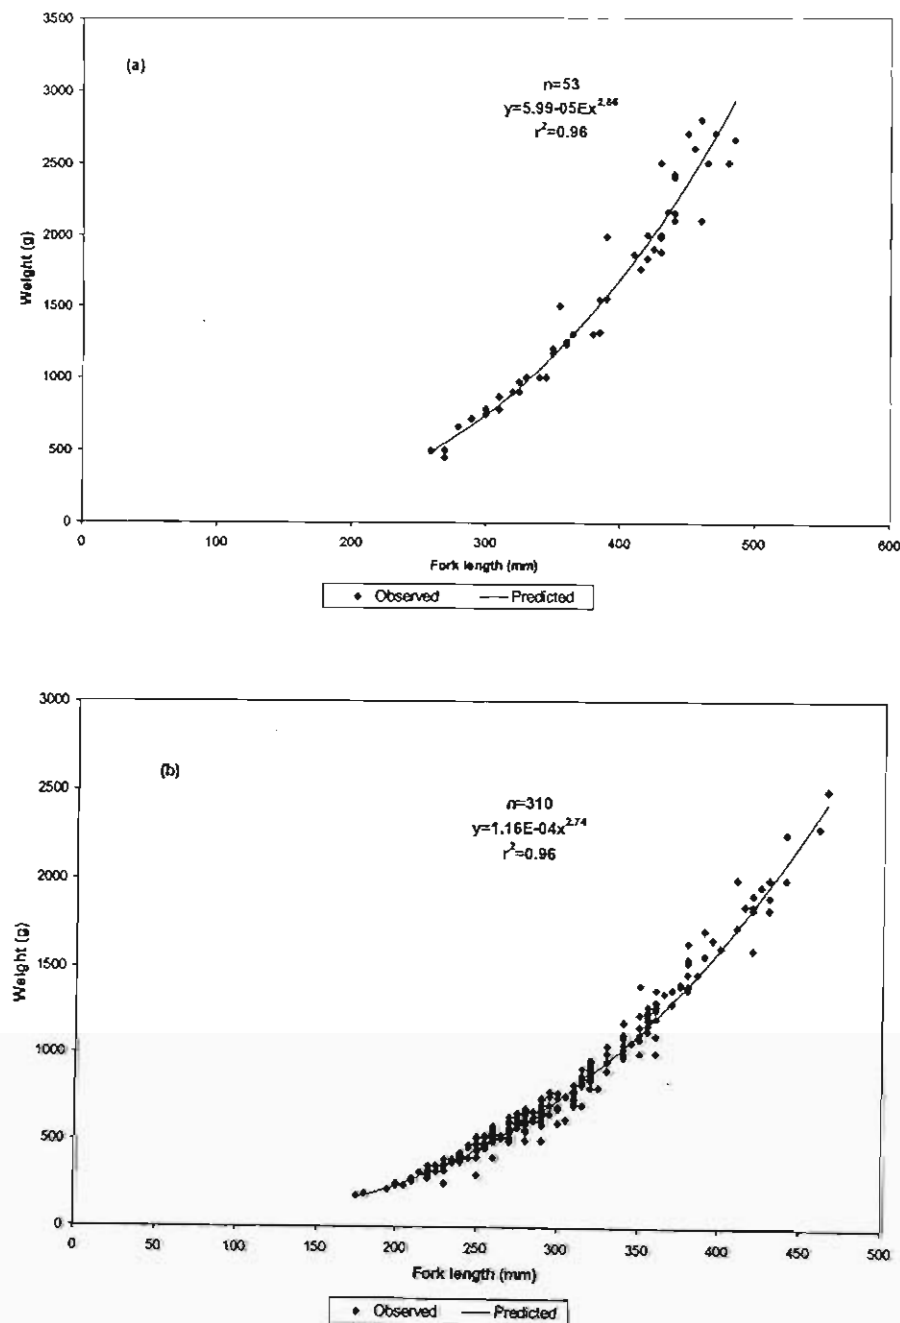 3500
3000
2500
2000
1500
1000
500
0
(a)
n=53
y=5.99-05Ex^2.86
r^2=0.96
Weight (g)
0 100 200 300 400 500 600
Fork length (mm)
Observed Predicted
3000
2500
2000
1500
1000
500
0
(b)
n=310
y=1.16E-04x^2.74
r^2=0.96
Weight (g)
0 50 100 150 200 250 300 350 400 450 500
Fork length (mm)
Observed Predicted